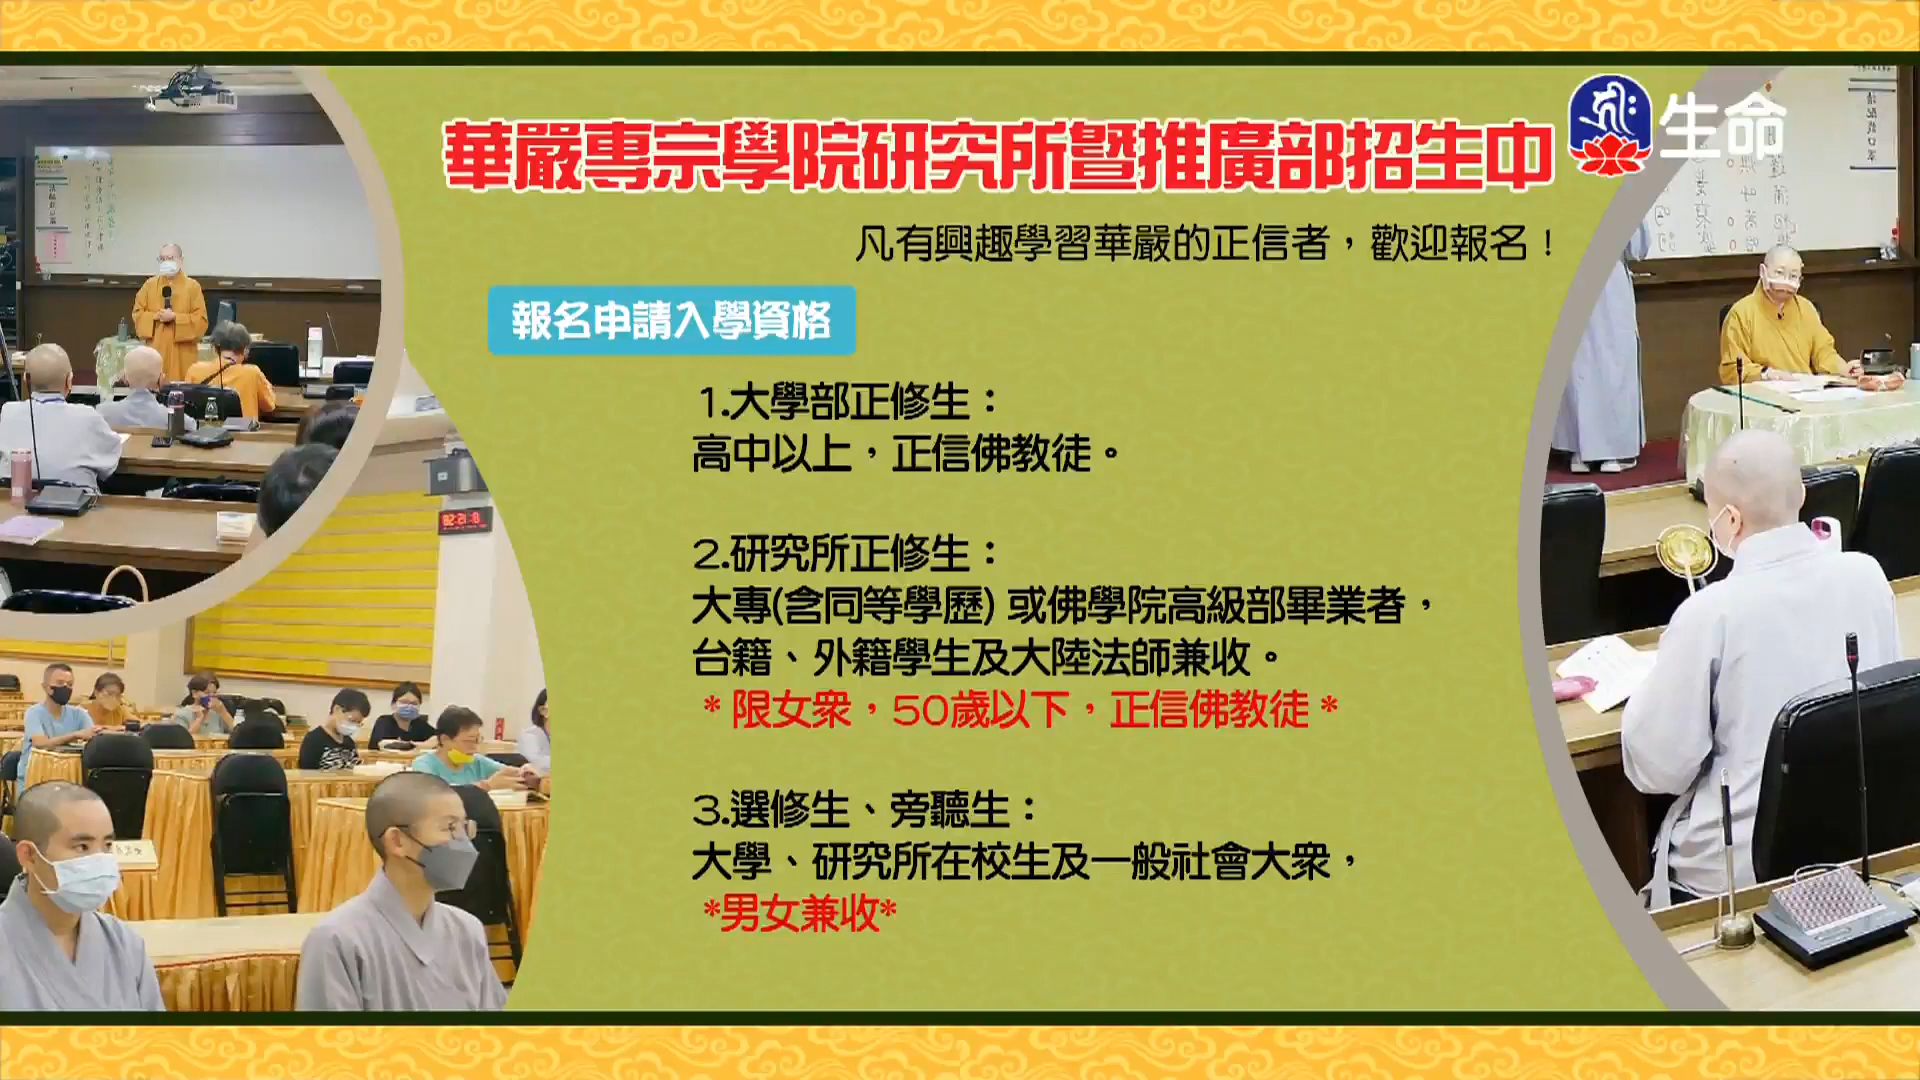 華嚴專宗學院研究所暨推廣部招生中
生命
凡有興趣學習華嚴的正信者，歡迎報名！
報名申請入學資格
1.大學部正修生：
高中以上，正信佛教徒。
2.研究所正修生：
大專(含同等學歷) 或佛學院高級部畢業者，
台籍、外籍學生及大陸法師兼收。
* 限女衆，50歲以下，正信佛教徒 *
3.選修生、旁聽生：
大學、研究所在校生及一般社會大衆，
*男女兼收*